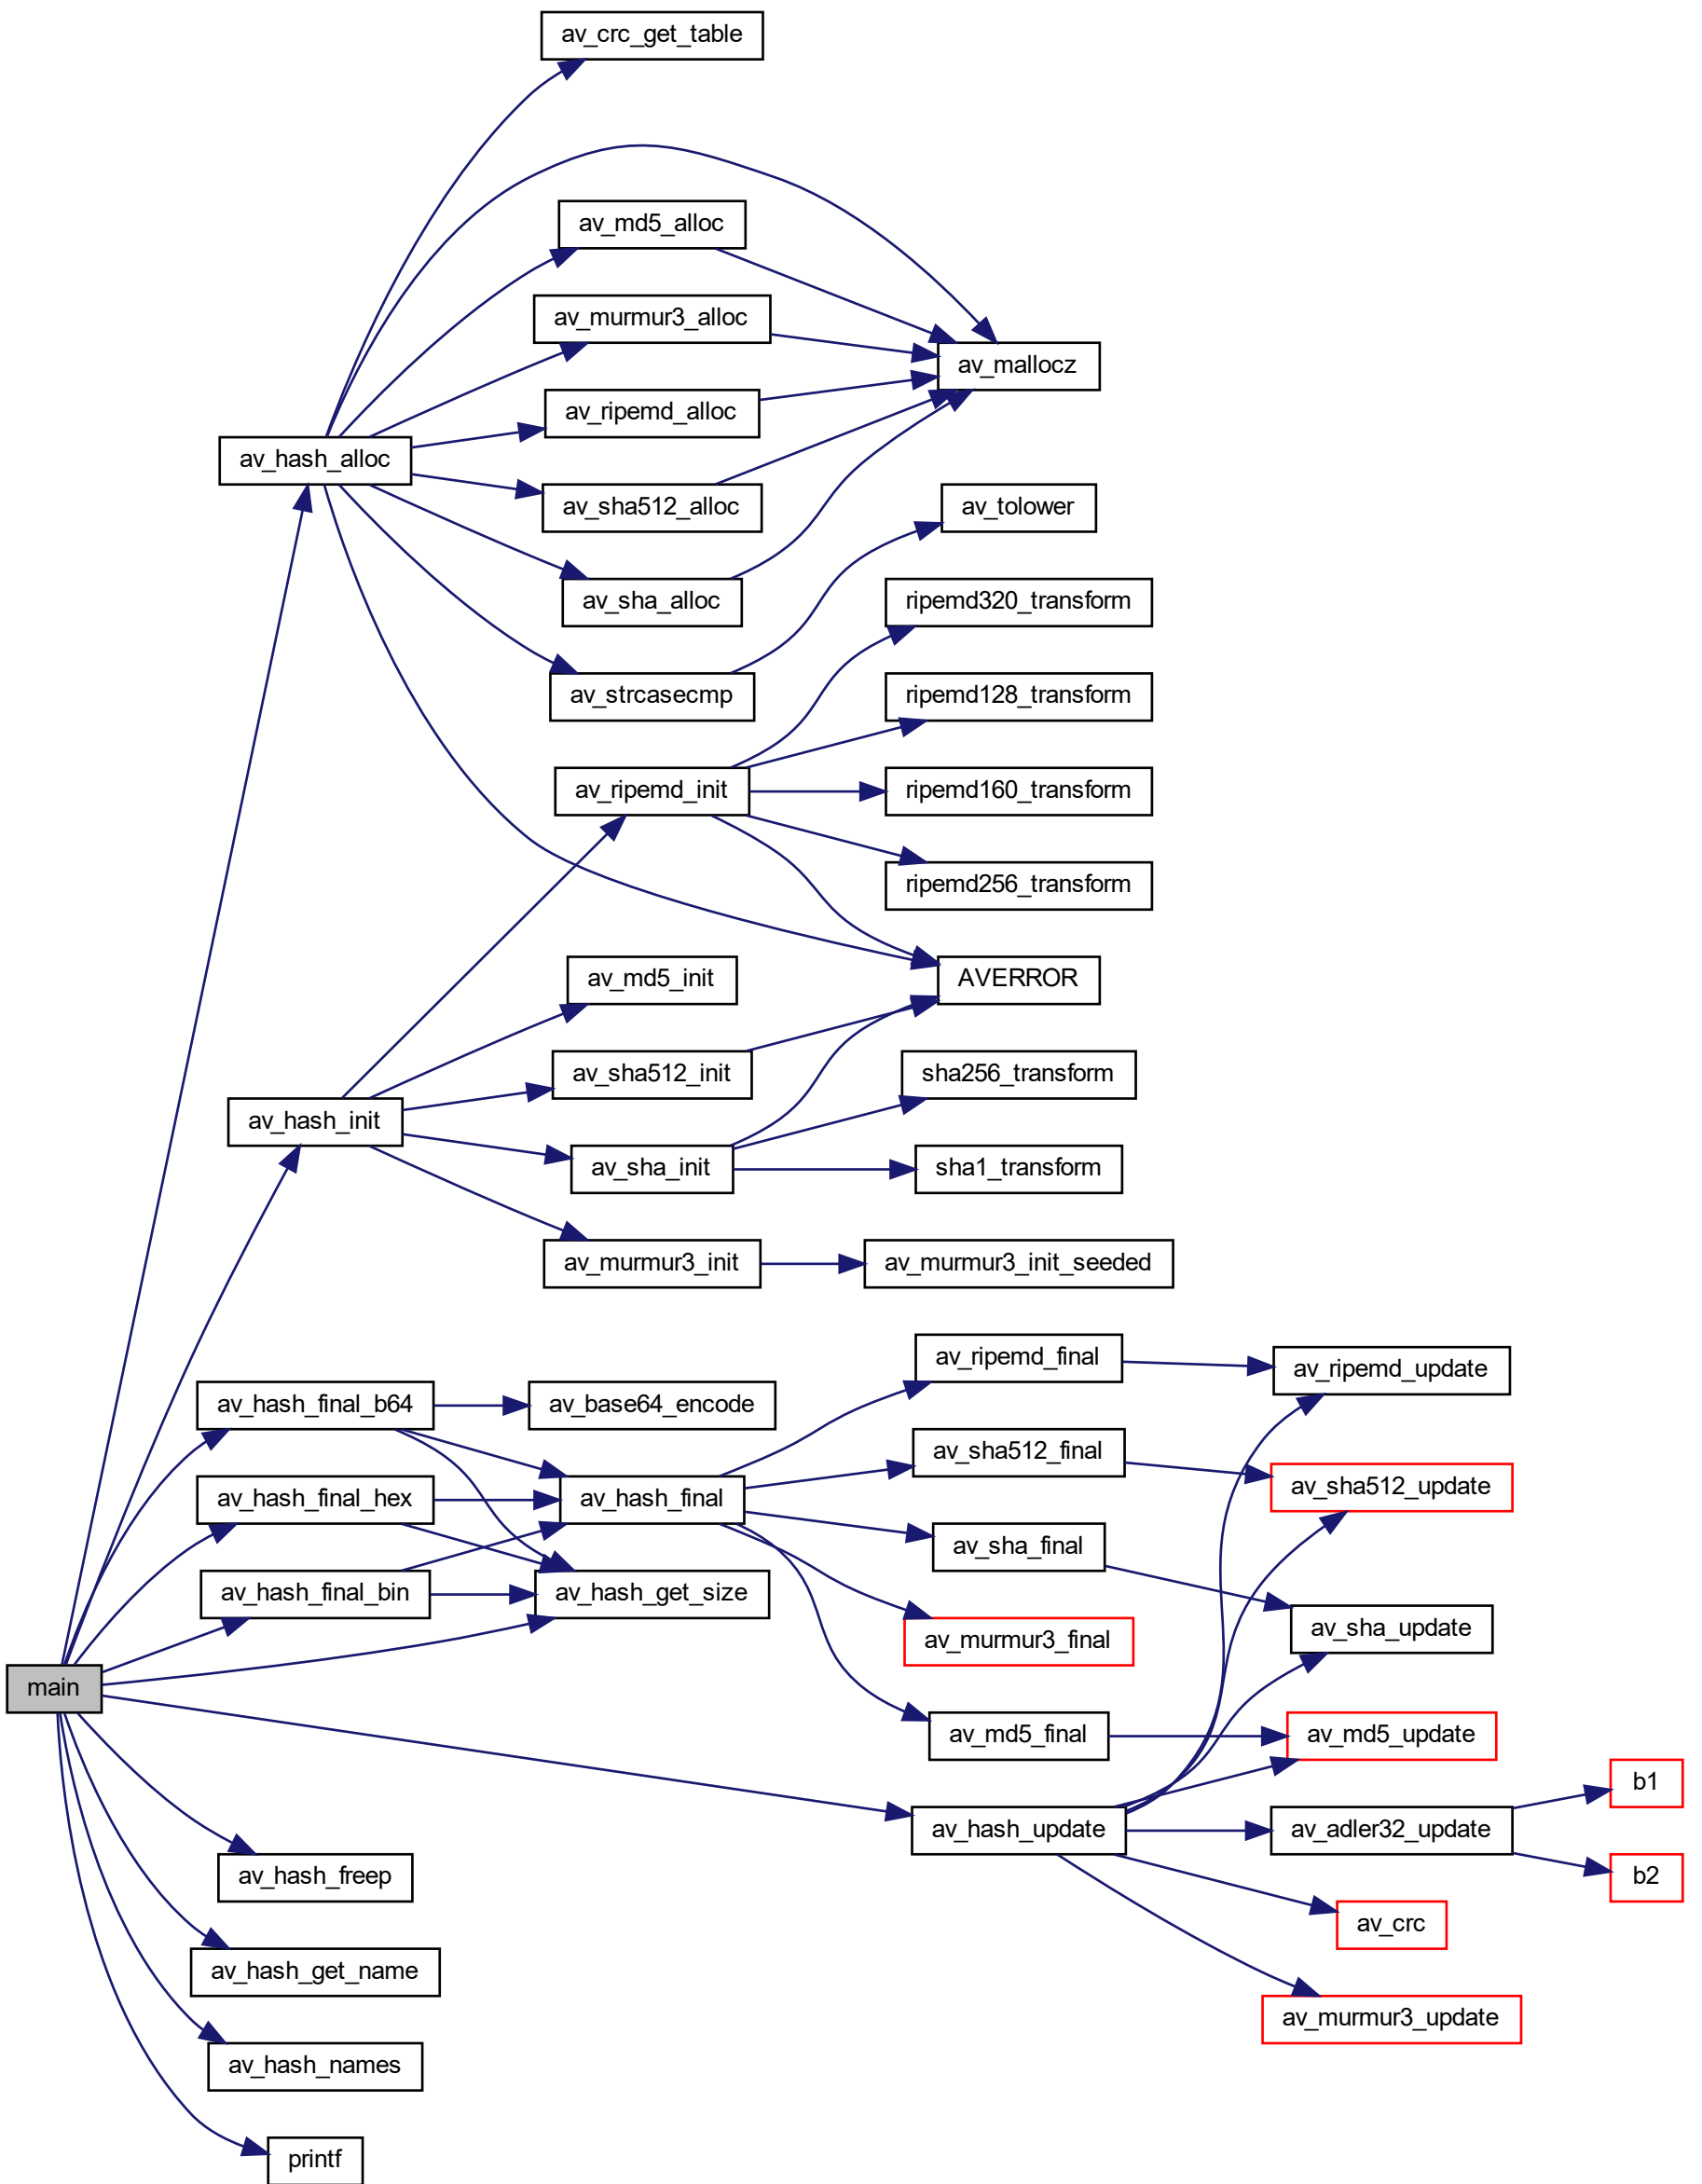 av_crc_get_table
av_md5_alloc
av_murmur3_alloc
av_mallocz
av_ripemd_alloc
av_hash_alloc
av_sha512_alloc
av_tolower
av_sha_alloc
ripemd320_transform
av_strcasecmp
ripemd128_transform
av_ripemd_init
ripemd160_transform
ripemd256_transform
av_md5_init
AVERROR
av_sha512_init
sha256_transform
av_hash_init
av_sha_init
sha1_transform
av_murmur3_init
av_murmur3_init_seeded
av_ripemd_final
av_ripemd_update
av_hash_final_b64
av_base64_encode
av_sha512_final
av_sha512_update
av_hash_final_hex
av_hash_final
av_sha_final
av_hash_final_bin
av_hash_get_size
av_sha_update
av_murmur3_final
main
av_md5_final
av_md5_update
b1
av_hash_update
av_adler32_update
av_hash_freep
b2
av_crc
av_hash_get_name
av_murmur3_update
av_hash_names
printf